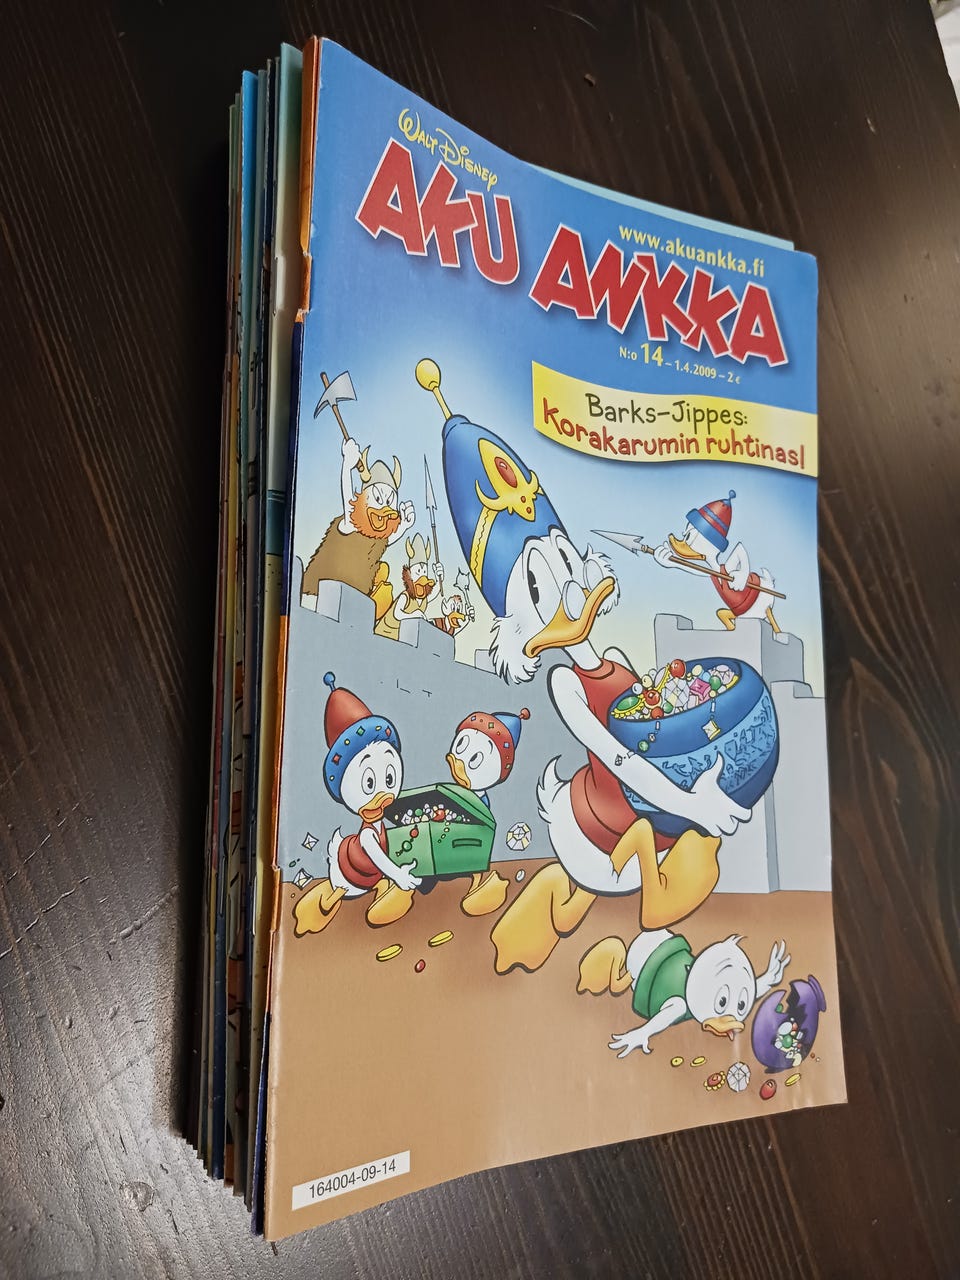 Walt Disney
AKU ANKKA
www.akuankka.fi
N:o 14 – 1.4.2009 – 2 €
Barks-Jippes:
Korakarumin ruhtinas!
164004-09-14